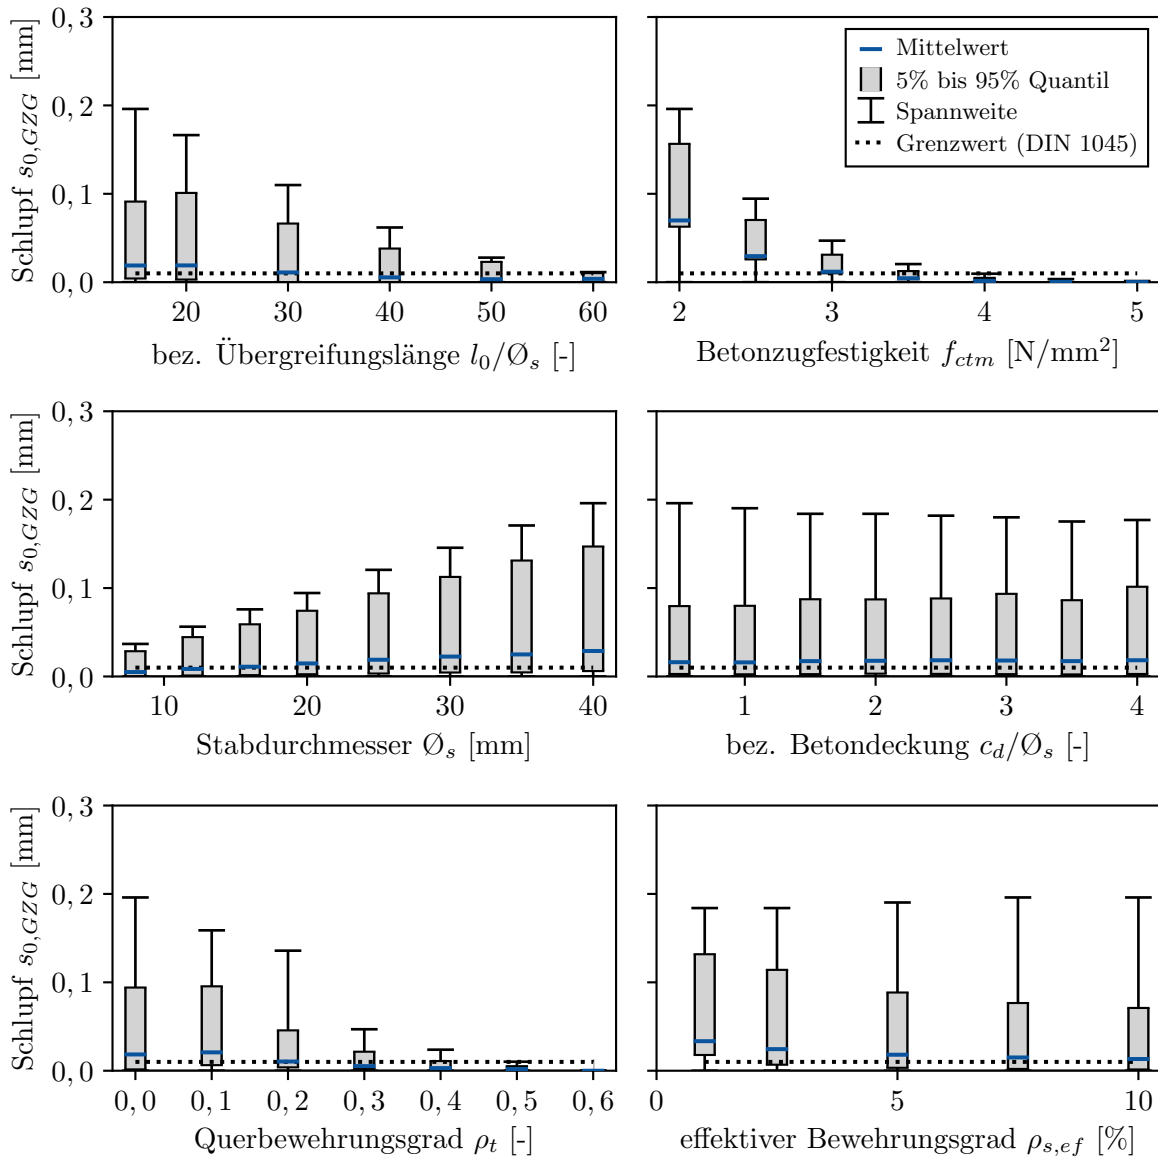 Schlupf s0,GZG [mm]
0,3
0,2
0,1
0,0
20 30 40 50 60
bez. Übergreifungslänge l0/Øs [-]
Mittelwert
5% bis 95% Quantil
Spannweite
Grenzwert (DIN 1045)
2 3 4 5
Betonzugfestigkeit fctm [N/mm²]
Schlupf s0,GZG [mm]
0,3
0,2
0,1
0,0
10 20 30 40
Stabdurchmesser Øs [mm]
1 2 3 4
bez. Betondeckung cd/Øs [-]
Schlupf s0,GZG [mm]
0,3
0,2
0,1
0,0
0,0 0,1 0,2 0,3 0,4 0,5 0,6
Querbewehrungsgrad ρt [-]
0 5 10
effektiver Bewehrungsgrad ρs,ef [%]